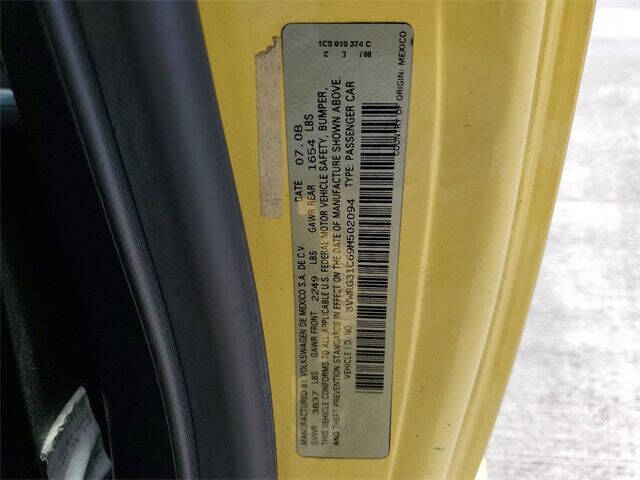 1C0 010 374 C
C 3 / 08
MANUFACTURED BY VOLKSWAGEN DE MEXICO S.A. DE C.V. DATE 07.08
GVWR 3837 LBS GAWR FRONT 2249 LBS GAWR REAR 1654 LBS
THIS VEHICLE CONFORMS TO ALL APPLICABLE U.S. FEDERAL MOTOR VEHICLE SAFETY, BUMPER,
AND THEFT PREVENTION STANDARDS IN EFFECT ON THE DATE OF MANUFACTURE SHOWN ABOVE.
VEHICLE I.D. NO.: 3VWRG31C69M502094 TYPE: PASSENGER CAR
COUNTRY OF ORIGIN: MEXICO